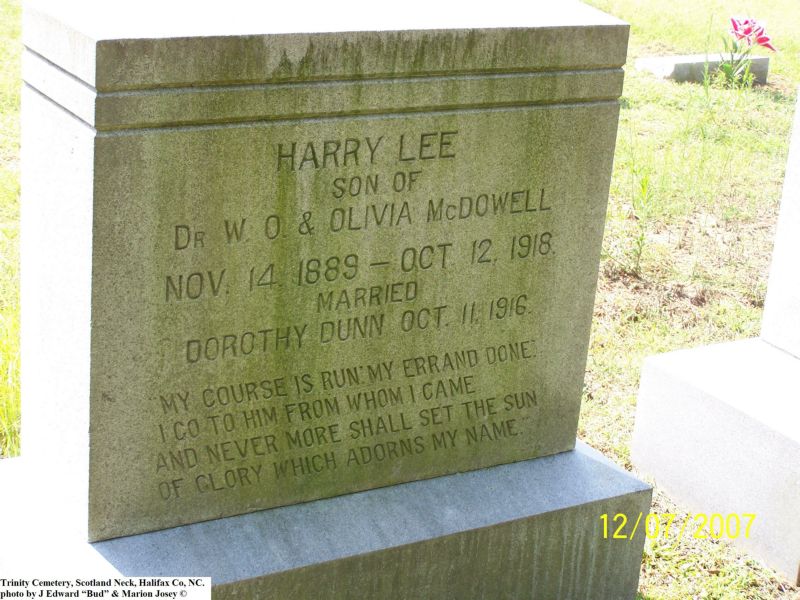 HARRY LEE
SON OF
DR W. O. & OLIVIA McDOWELL
NOV. 14. 1889 — OCT. 12, 1918.
MARRIED
DOROTHY DUNN OCT. 11, 1916.
MY COURSE IS RUN: MY ERRAND DONE:
I GO TO HIM FROM WHOM I CAME
AND NEVER MORE SHALL SET THE SUN
OF GLORY WHICH ADORNS MY NAME."
12/07/2007
Trinity Cemetery, Scotland Neck, Halifax Co, NC.
photo by J Edward “Bud” & Marion Josey ©